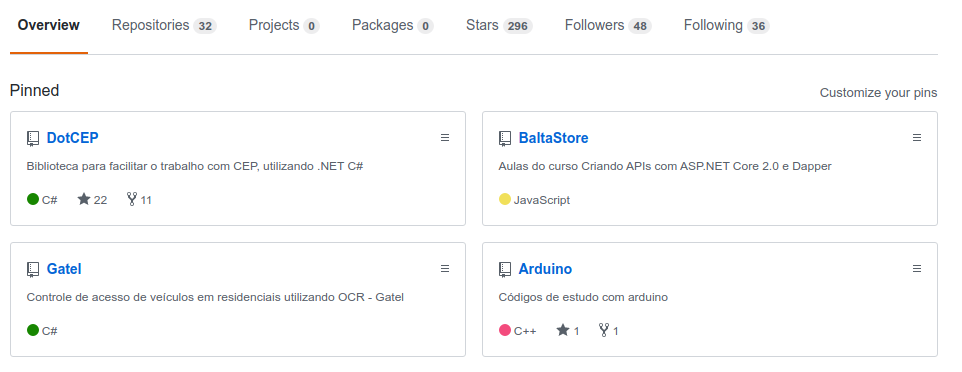 Overview Repositories 32 Projects 0 Packages 0 Stars 296 Followers 48 Following 36
Pinned Customize your pins
DotCEP
Biblioteca para facilitar o trabalho com CEP, utilizando .NET C#
C# 22 11
BaltaStore
Aulas do curso Criando APIs com ASP.NET Core 2.0 e Dapper
JavaScript
Gatel
Controle de acesso de veículos em residenciais utilizando OCR - Gatel
C#
Arduino
Códigos de estudo com arduino
C++ 1 1